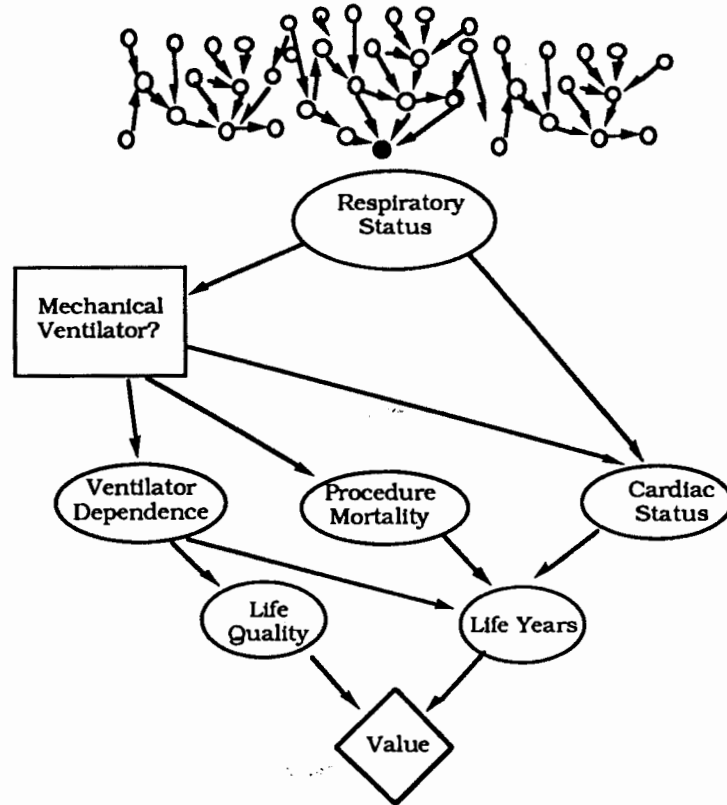 Respiratory
Status
Mechanical
Ventilator?
Ventilator
Dependence
Procedure
Mortality
Cardiac
Status
Life
Quality
Life Years
Value